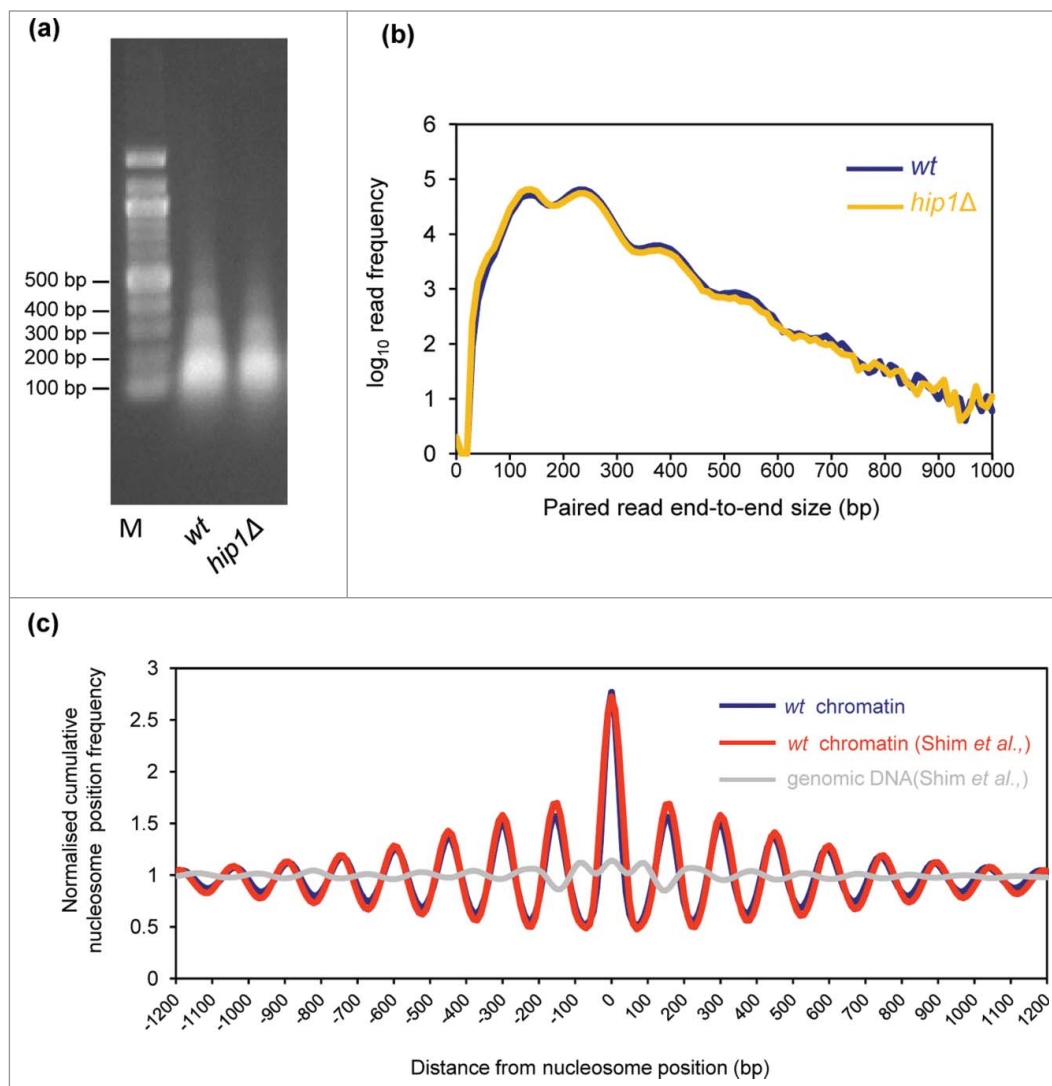 (a)
500 bp
400 bp
300 bp
200 bp
100 bp
M
wt
hip1Δ
(b)
log10 read frequency
6
5
4
3
2
1
0
wt
hip1Δ
0 100 200 300 400 500 600 700 800 900 1000
Paired read end-to-end size (bp)
(c)
Normalised cumulative
nucleosome position frequency
3
2.5
2
1.5
1
0.5
0
wt chromatin
wt chromatin (Shim et al.,)
genomic DNA(Shim et al.,)
-1200 -1100 -1000 -900 -800 -700 -600 -500 -400 -300 -200 -100 0 100 200 300 400 500 600 700 800 900 1000 1100 1200
Distance from nucleosome position (bp)